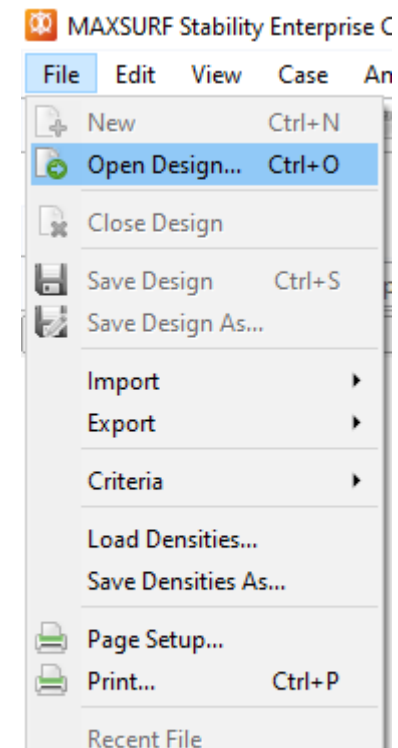 MAXSURF Stability Enterprise C
File Edit View Case An
New Ctrl+N
Open Design... Ctrl+O
Close Design
Save Design Ctrl+S
Save Design As...
Import
Export
Criteria
Load Densities...
Save Densities As...
Page Setup...
Print... Ctrl+P
Recent File